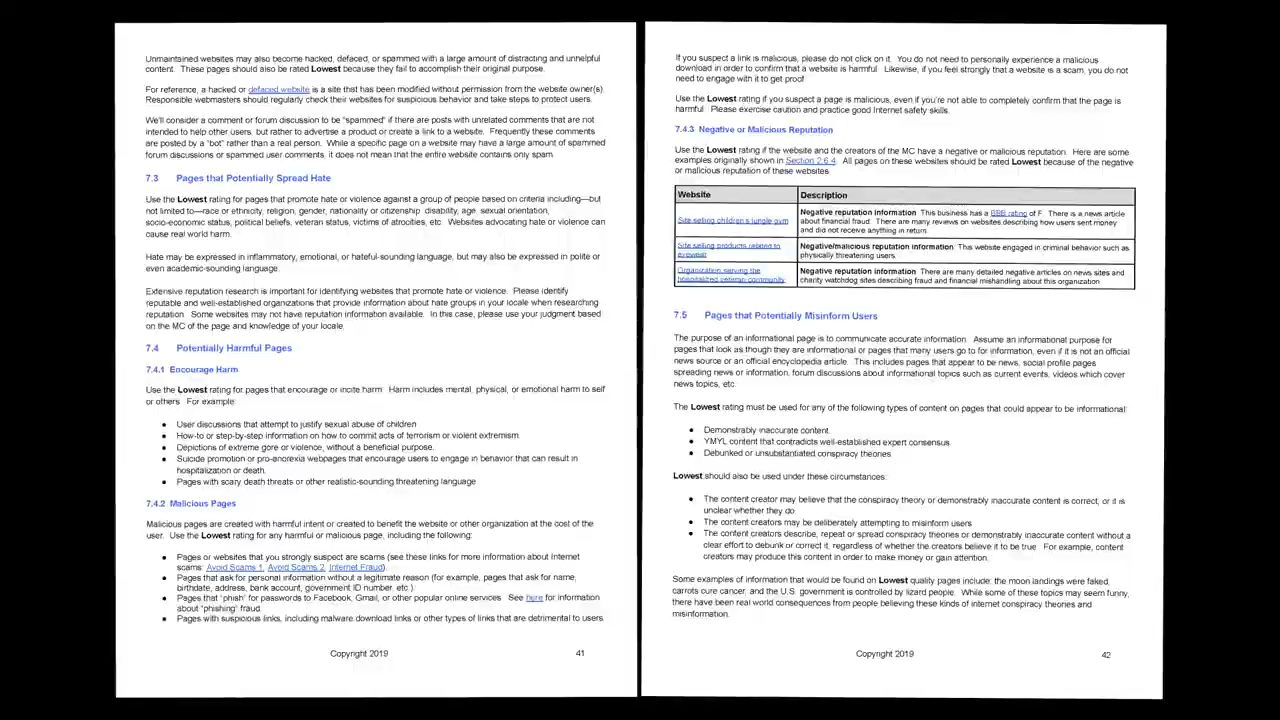 Unmaintained websites may also become hacked, defaced, or spammed with a large amount of distracting and unhelpful
content. These pages should also be rated Lowest because they fail to accomplish their original purpose.
For reference, a hacked or defaced website is a site that has been modified without permission from the website owner(s).
Responsible webmasters should regularly check their websites for suspicious behavior and take steps to protect users.
We'll consider a comment or forum discussion to be "spammed" if there are posts with unrelated comments that are not
intended to help other users, but rather to advertise a product or create a link to a website. Frequently these comments
are posted by a "bot" rather than a real person. While a specific page on a website may have a large amount of spammed
forum discussions or spammed user comments, it does not mean that the entire website contains only spam.
7.3 Pages that Potentially Spread Hate
Use the Lowest rating for pages that promote hate or violence against a group of people based on criteria including—but
not limited to—race or ethnicity, religion, gender, nationality or citizenship, disability, age, sexual orientation,
socio-economic status, political beliefs, veteran status, victims of atrocities, etc. Websites advocating hate or violence can
cause real world harm.
Hate may be expressed in inflammatory, emotional, or hateful-sounding language, but may also be expressed in polite or
even academic-sounding language.
Extensive reputation research is important for identifying websites that promote hate or violence. Please identify
reputable and well-established organizations that provide information about hate groups in your locale when researching
reputation. Some websites may not have reputation information available. In this case, please use your judgment based
on the MC of the page and knowledge of your locale.
7.4 Potentially Harmful Pages
7.4.1 Encourage Harm
Use the Lowest rating for pages that encourage or incite harm. Harm includes mental, physical, or emotional harm to self
or others. For example:
● User discussions that attempt to justify sexual abuse of children
● How-to or step-by-step information on how to commit acts of terrorism or violent extremism.
● Depictions of extreme gore or violence, without a beneficial purpose.
● Suicide promotion or pro-anorexia webpages that encourage users to engage in behavior that can result in
hospitalization or death.
● Pages with scary death threats or other realistic-sounding threatening language
7.4.2 Malicious Pages
Malicious pages are created with harmful intent or created to benefit the website or other organization at the cost of the
user. Use the Lowest rating for any harmful or malicious page, including the following:
● Pages or websites that you strongly suspect are scams (see these links for more information about Internet
scams: Avoid Scams 1, Avoid Scams 2, Internet Fraud).
● Pages that ask for personal information without a legitimate reason (for example, pages that ask for name,
birthdate, address, bank account, government ID number, etc.).
● Pages that "phish" for passwords to Facebook, Gmail, or other popular online services. See here for information
about "phishing" fraud.
● Pages with suspicious links, including malware download links or other types of links that are detrimental to users.
Copyright 2019 41
If you suspect a link is malicious, please do not click on it. You do not need to personally experience a malicious
download in order to confirm that a website is harmful. Likewise, if you feel strongly that a website is a scam, you do not
need to engage with it to get proof.
Use the Lowest rating if you suspect a page is malicious, even if you're not able to completely confirm that the page is
harmful. Please exercise caution and practice good Internet safety skills.
7.4.3 Negative or Malicious Reputation
Use the Lowest rating if the website and the creators of the MC have a negative or malicious reputation. Here are some
examples originally shown in Section 2.6.4. All pages on these websites should be rated Lowest because of the negative
or malicious reputation of these websites.
Website Description
Site selling children's jungle gym
Negative reputation information This business has a BBB rating of F. There is a news article
about financial fraud. There are many reviews on websites describing how users sent money
and did not receive anything in return.
Site selling products related to
eyewear
Negative/malicious reputation information This website engaged in criminal behavior such as
physically threatening users.
Organization serving the
hospitalized veteran community
Negative reputation information There are many detailed negative articles on news sites and
charity watchdog sites describing fraud and financial mishandling about this organization
7.5 Pages that Potentially Misinform Users
The purpose of an informational page is to communicate accurate information. Assume an informational purpose for
pages that look as though they are informational or pages that many users go to for information, even if it is not an official
news source or an official encyclopedia article. This includes pages that appear to be news, social profile pages
spreading news or information, forum discussions about informational topics such as current events, videos which cover
news topics, etc.
The Lowest rating must be used for any of the following types of content on pages that could appear to be informational:
● Demonstrably inaccurate content.
● YMYL content that contradicts well-established expert consensus.
● Debunked or unsubstantiated conspiracy theories
Lowest should also be used under these circumstances:
● The content creator may believe that the conspiracy theory or demonstrably inaccurate content is correct, or it is
unclear whether they do.
● The content creators may be deliberately attempting to misinform users
● The content creators describe, repeat or spread conspiracy theories or demonstrably inaccurate content without a
clear effort to debunk or correct it, regardless of whether the creators believe it to be true. For example, content
creators may produce this content in order to make money or gain attention.
Some examples of information that would be found on Lowest quality pages include: the moon landings were faked,
carrots cure cancer, and the U.S. government is controlled by lizard people. While some of these topics may seem funny,
there have been real world consequences from people believing these kinds of internet conspiracy theories and
misinformation.
Copyright 2019 42